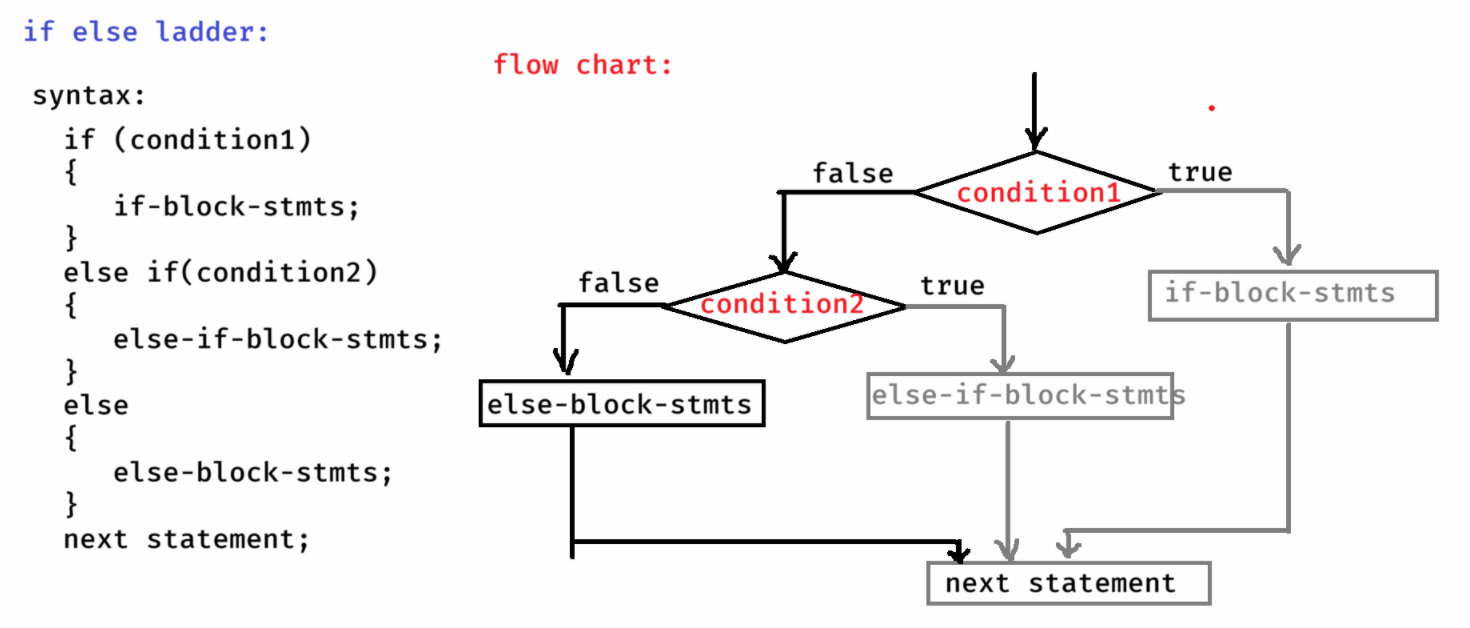 if else ladder:
syntax:
if (condition1)
{
if-block-stmts;
}
else if(condition2)
{
else-if-block-stmts;
}
else
{
else-block-stmts;
}
next statement;
flow chart:
false
condition1
true
false
condition2
true
if-block-stmts
else-block-stmts
else-if-block-stmts
next statement